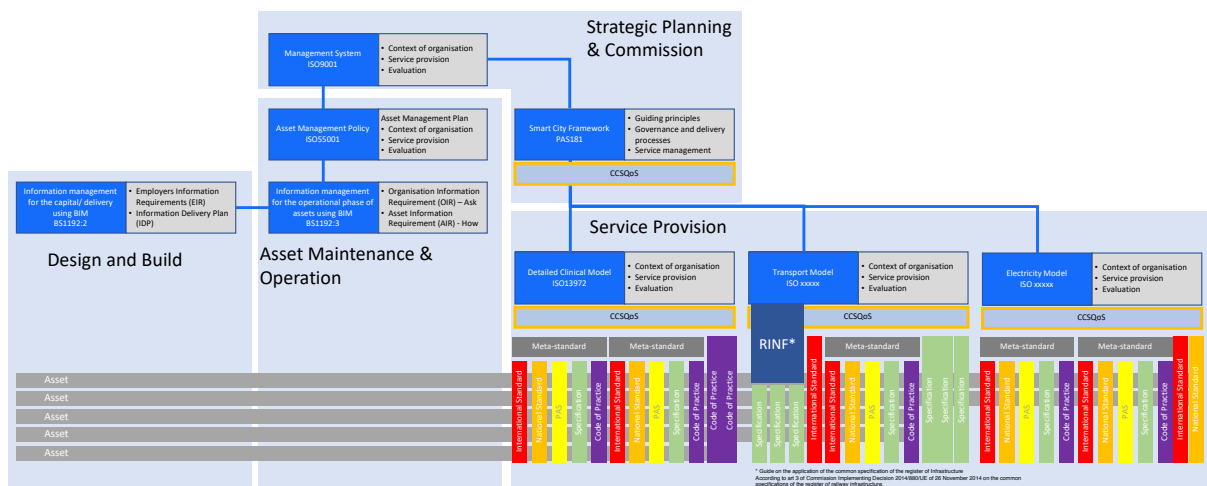 Strategic Planning
& Commission
Management System
ISO9001
• Context of organisation
• Service provision
• Evaluation
Asset Management Policy
ISO55001
Asset Management Plan
• Context of organisation
• Service provision
• Evaluation
Smart City Framework
PAS181
• Guiding principles
• Governance and delivery
processes
• Service management
CCSQoS
Information management
for the capital/ delivery
using BIM
BS1192:2
• Employers Information
Requirements (EIR)
• Information Delivery Plan
(IDP)
Information management
for the operational phase of
assets using BIM
BS1192:3
• Organisation Information
Requirement (OIR) – Ask
• Asset Information
Requirement (AIR) - How
Design and Build
Asset Maintenance &
Operation
Service Provision
Detailed Clinical Model
ISO13972
• Context of organisation
• Service provision
• Evaluation
CCSQoS
Transport Model
ISO xxxxx
• Context of organisation
• Service provision
• Evaluation
CCSQoS
Electricity Model
ISO xxxxx
• Context of organisation
• Service provision
• Evaluation
CCSQoS
RINF*
Meta-standard
Meta-standard
Meta-standard
Meta-standard
Meta-standard
Asset
Asset
Asset
Asset
Asset
International Standard
National Standard
PAS
Specification
Code of Practice
International Standard
National Standard
PAS
Specification
Code of Practice
Code of Practice
Code of Practice
Specification
Specification
Specification
International Standard
International Standard
National Standard
PAS
Specification
Code of Practice
Specification
Specification
Specification
International Standard
National Standard
PAS
Specification
Code of Practice
International Standard
National Standard
PAS
Specification
Code of Practice
International Standard
National Standard
* Guide on the application of the common specification of the register of Infrastructure
According to art 3 of Commission Implementing Decision 2014/880/UE of 26 November 2014 on the common
specifications of the register of railway infrastructure.